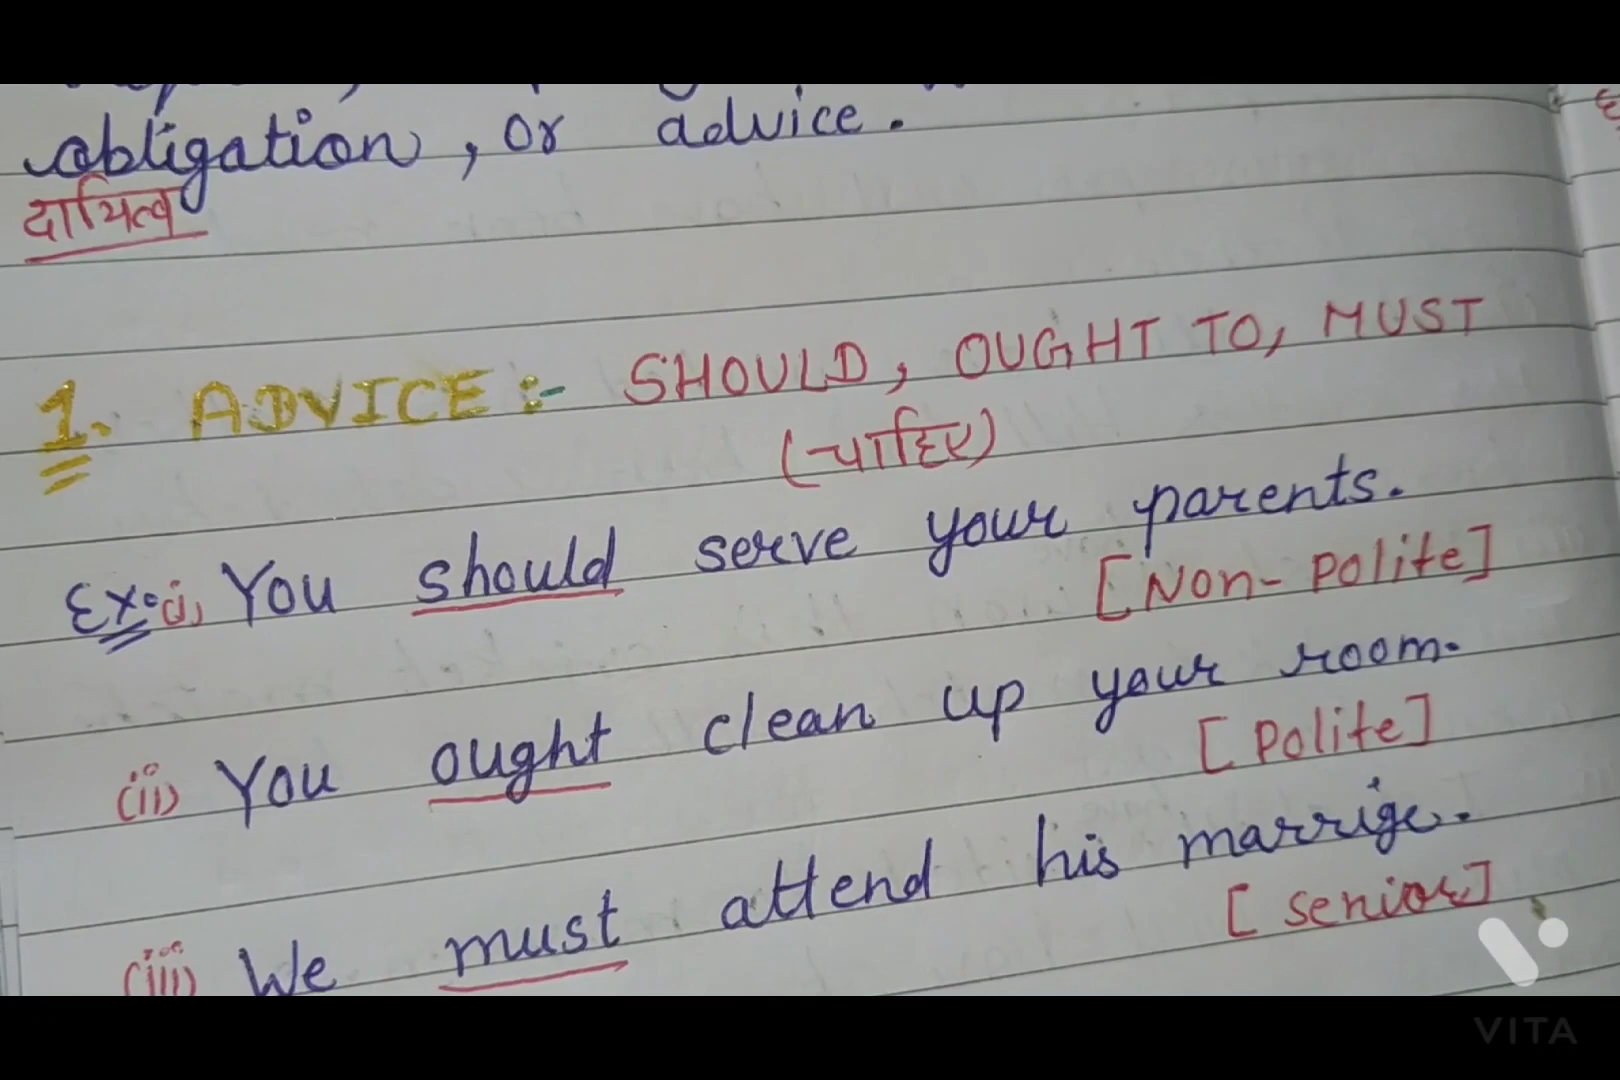 obligation, or advice.
दायित्व
1. ADVICE:- SHOULD, OUGHT TO, MUST
(चाहिए)
Ex:(i) You should serve your parents.
[Non-Polite]
(ii) You ought clean up your room.
[Polite]
(iii) We must attend his marrige.
[senior]
VITA